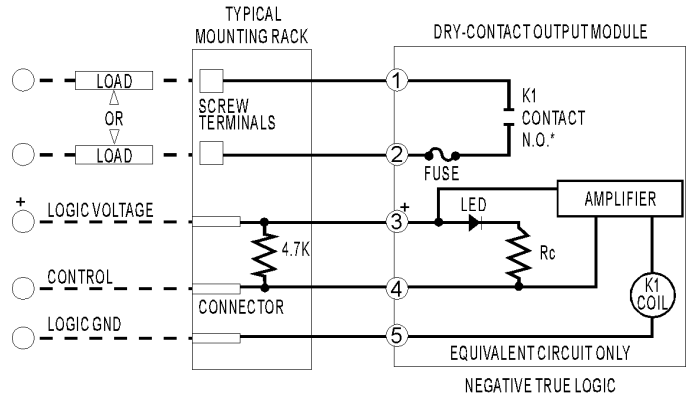 TYPICAL
MOUNTING RACK
DRY-CONTACT OUTPUT MODULE
LOAD
OR
LOAD
SCREW
TERMINALS
1
K1
CONTACT
N.O.*
2
FUSE
+
LOGIC VOLTAGE
4.7K
+
3
LED
AMPLIFIER
Rc
CONTROL
CONNECTOR
4
K1
COIL
LOGIC GND
5
EQUIVALENT CIRCUIT ONLY
NEGATIVE TRUE LOGIC